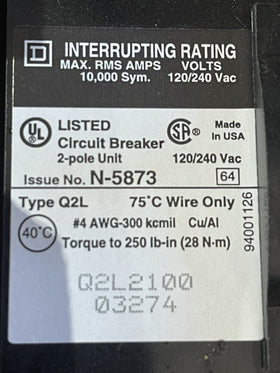 INTERRUPTING RATING
MAX. RMS AMPS VOLTS
10,000 Sym. 120/240 Vac
UL LISTED SA Made
Circuit Breaker in USA
2-pole Unit 120/240 Vac
Issue No. N-5873 64
Type Q2L 75°C Wire Only
40°C #4 AWG-300 kcmil Cu/Al
Torque to 250 lb-in (28 N·m)
94001126
Q2L2100
03274